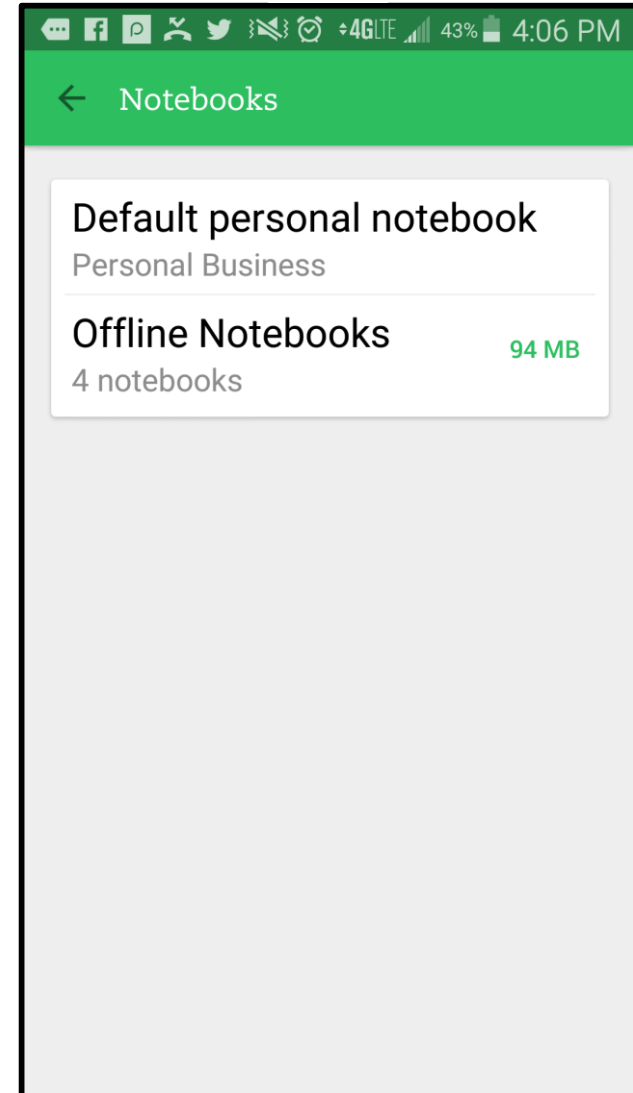 4G LTE 43% 4:06 PM
Notebooks
Default personal notebook
Personal Business
Offline Notebooks
94 MB
4 notebooks